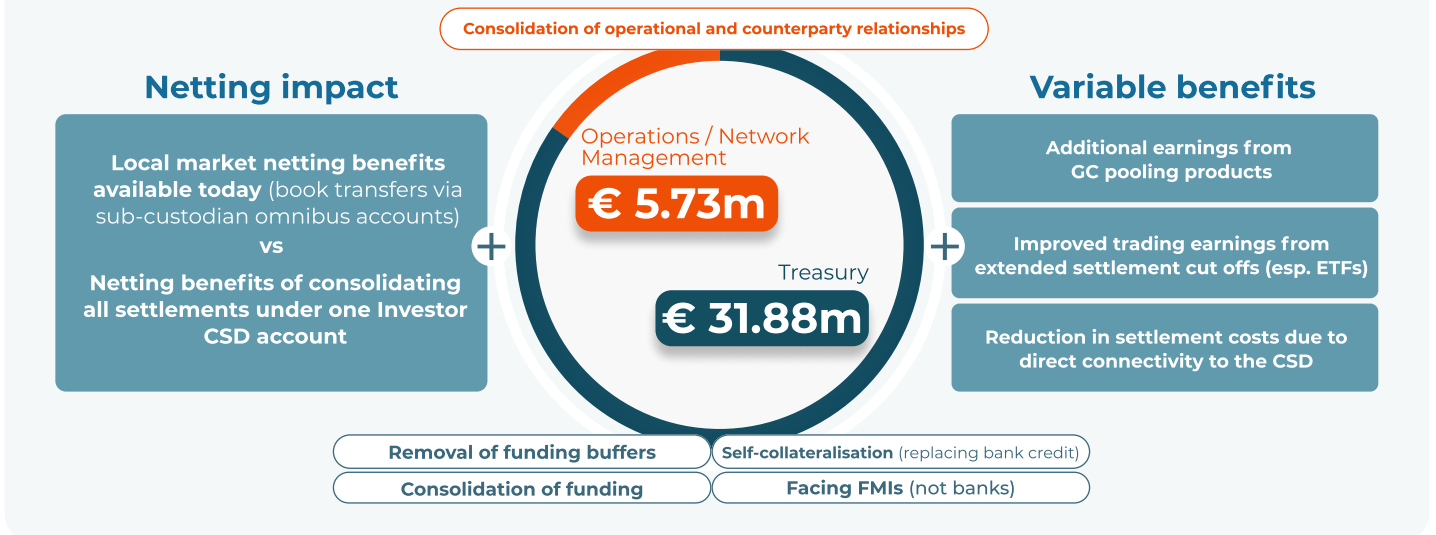 Consolidation of operational and counterparty relationships
Netting impact
Local market netting benefits
available today (book transfers via
sub-custodian omnibus accounts)
vs
Netting benefits of consolidating
all settlements under one Investor
CSD account
+
Operations / Network
Management
€ 5.73m
Treasury
€ 31.88m
+
Variable benefits
Additional earnings from
GC pooling products
Improved trading earnings from
extended settlement cut offs (esp. ETFs)
Reduction in settlement costs due to
direct connectivity to the CSD
Removal of funding buffers
Self-collateralisation (replacing bank credit)
Consolidation of funding
Facing FMIs (not banks)